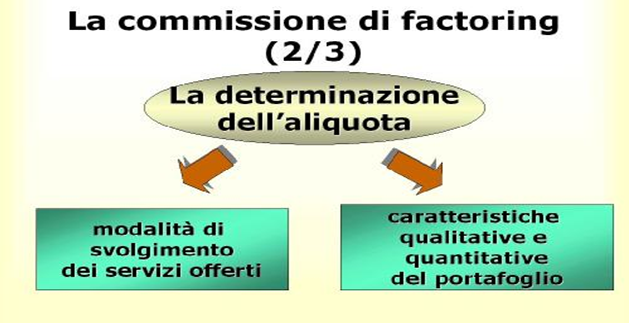 La commissione di factoring
(2/3)
La determinazione
dell'aliquota
modalità di
svolgimento
dei servizi offerti
caratteristiche
qualitative e
quantitative
del portafoglio